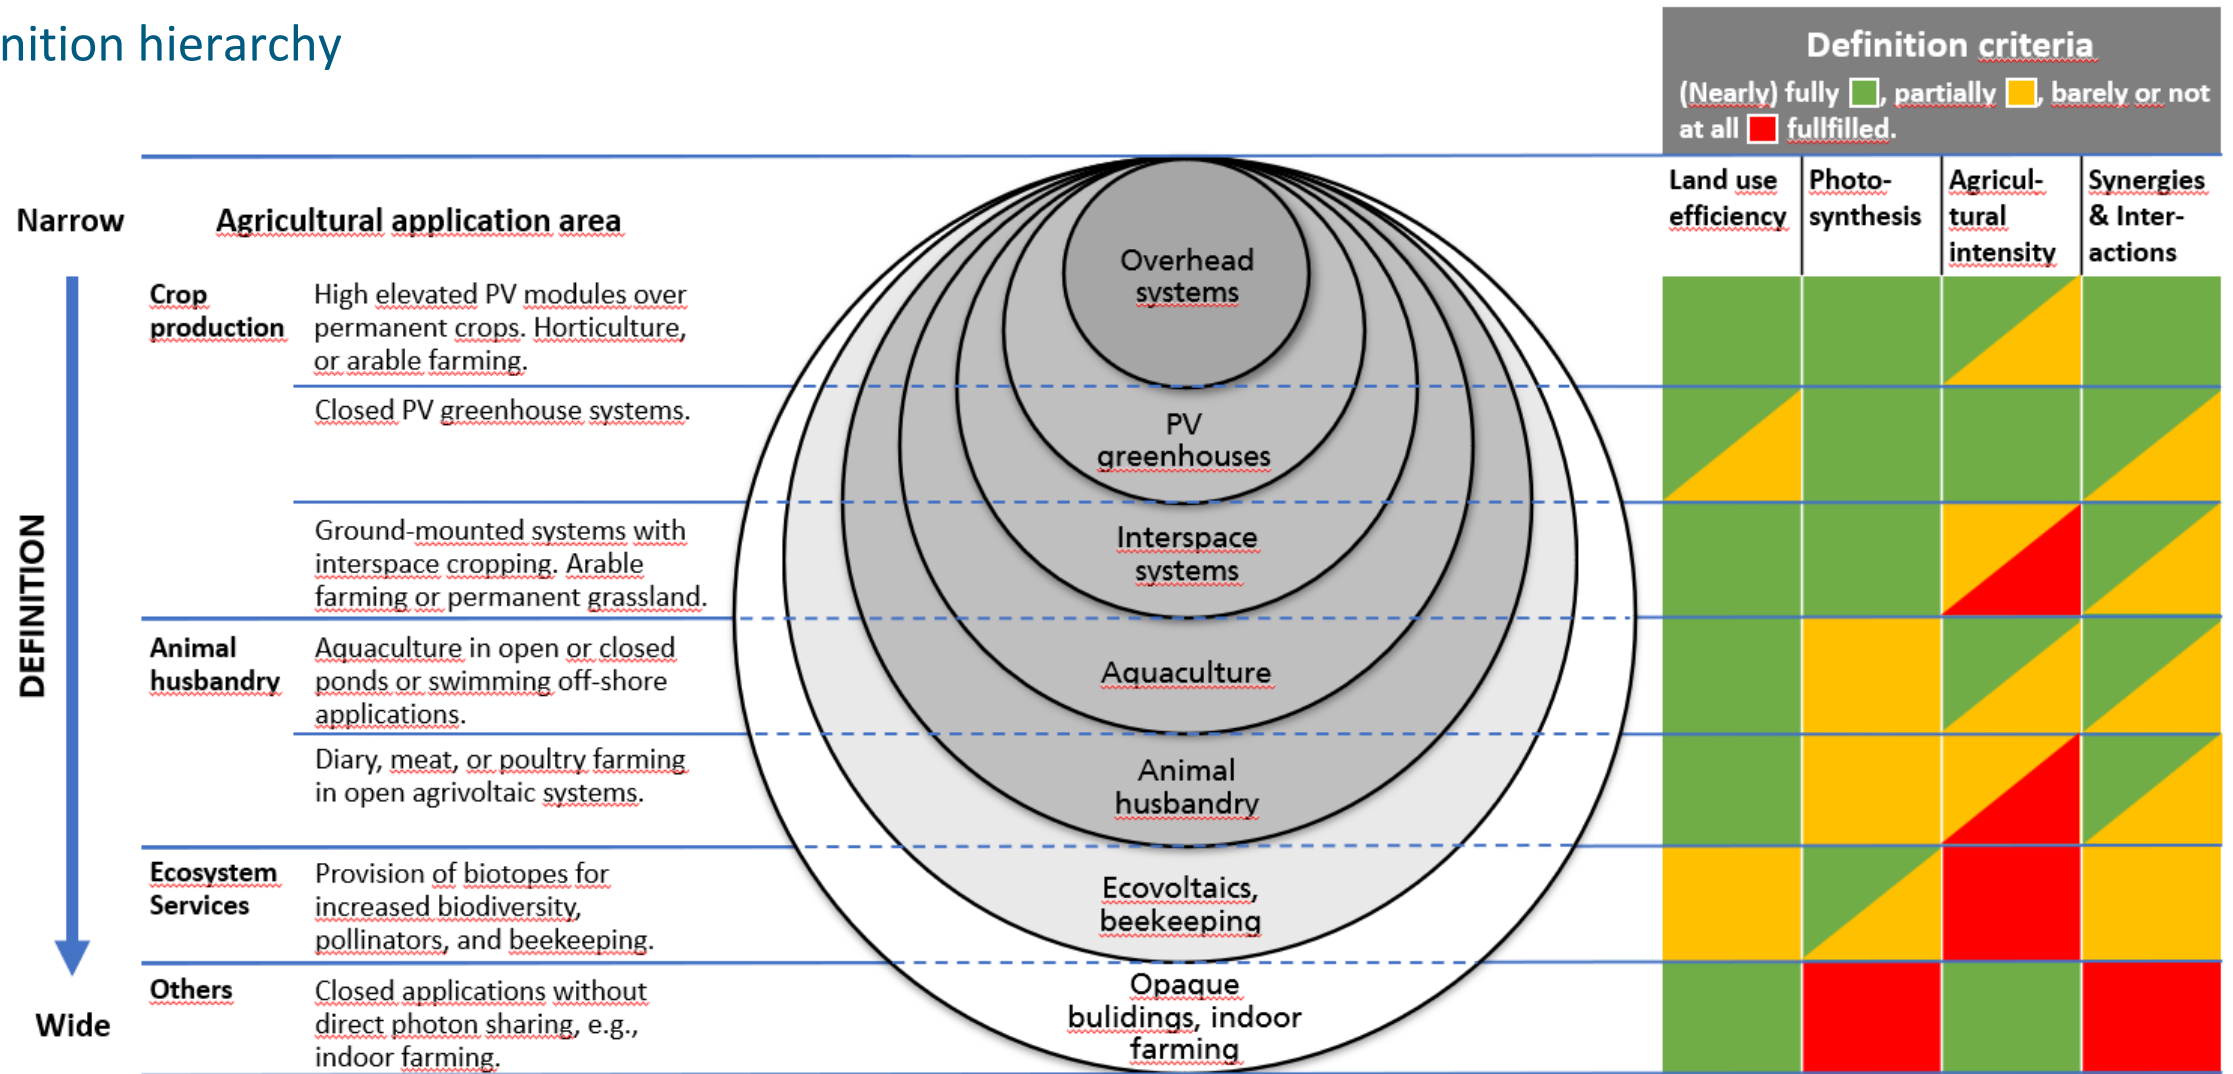 nition hierarchy
Definition criteria
(Nearly) fully , partially , barely or not
at all fullfilled.
Narrow
Agricultural application area
Land use
efficiency
Photo-
synthesis
Agricul-
tural
intensity
Synergies
& Inter-
actions
DEFINITION
Wide
Crop
production
High elevated PV modules over
permanent crops. Horticulture,
or arable farming.
Overhead
systems
Closed PV greenhouse systems.
PV
greenhouses
Ground-mounted systems with
interspace cropping. Arable
farming or permanent grassland.
Interspace
systems
Animal
husbandry
Aquaculture in open or closed
ponds or swimming off-shore
applications.
Aquaculture
Diary, meat, or poultry farming
in open agrivoltaic systems.
Animal
husbandry
Ecosystem
Services
Provision of biotopes for
increased biodiversity,
pollinators, and beekeeping.
Ecovoltaics,
beekeeping
Others
Closed applications without
direct photon sharing, e.g.,
indoor farming.
Opaque
bulidings, indoor
farming